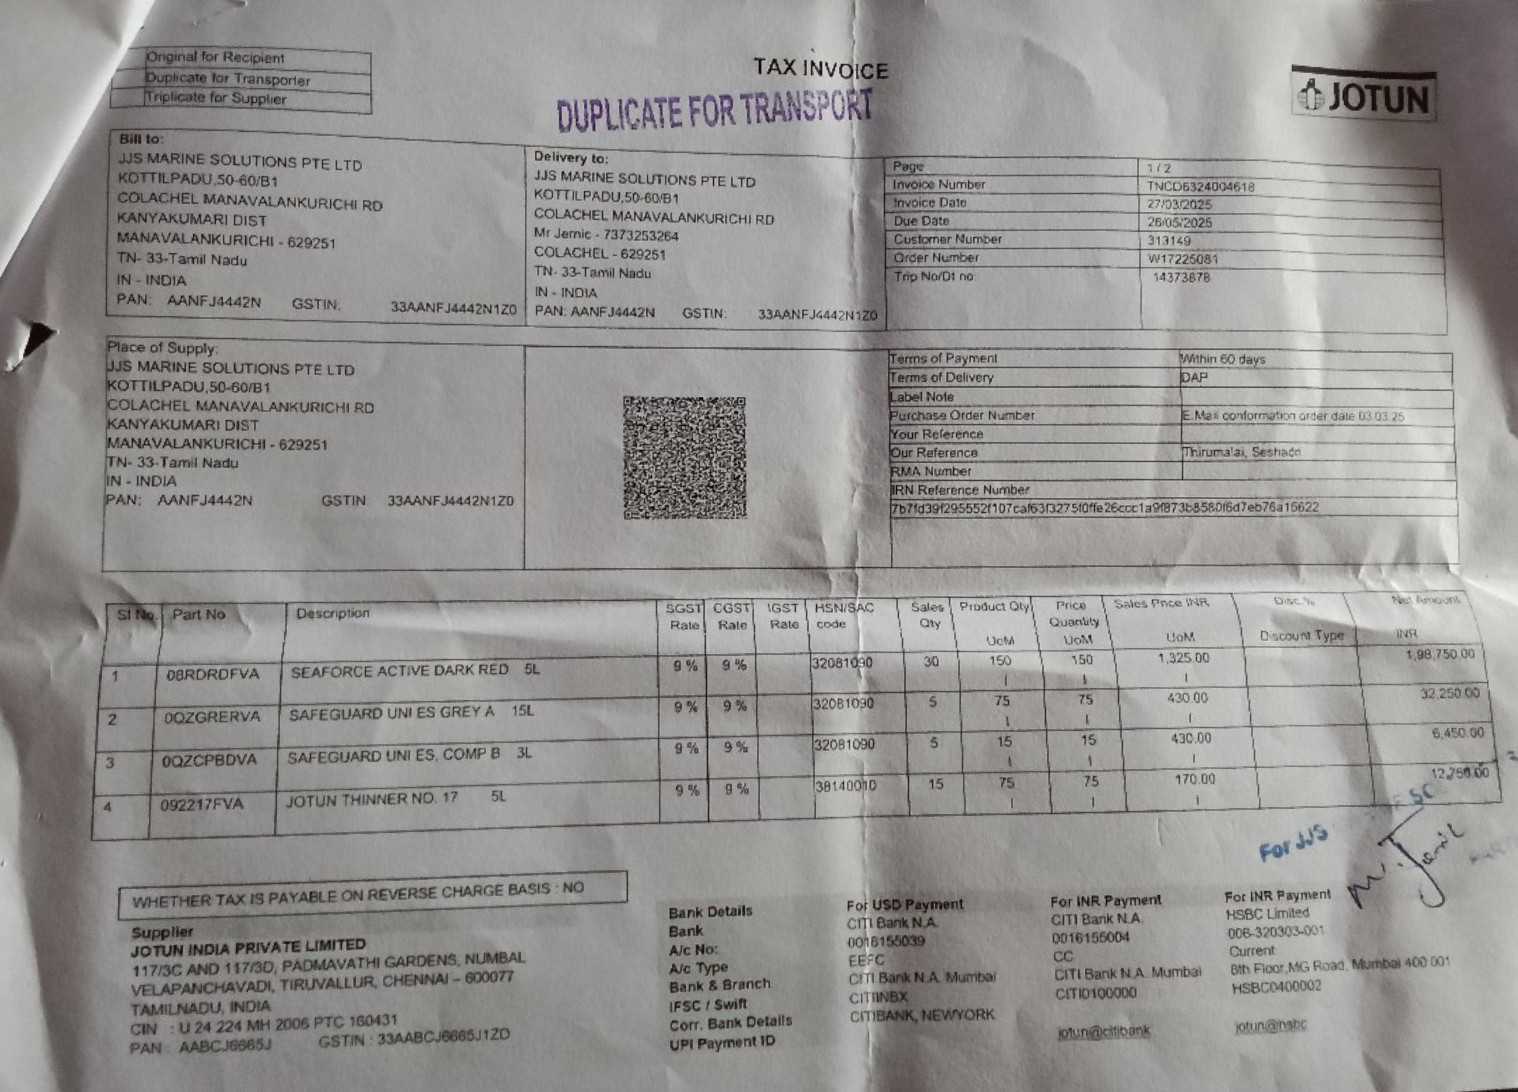 Original for Recipient
Duplicate for Transporter
Triplicate for Supplier
TAX INVOICE
DUPLICATE FOR TRANSPORT
JOTUN
Bill to:
JJS MARINE SOLUTIONS PTE LTD
KOTTILPADU,50-60/B1
COLACHEL MANAVALANKURICHI RD
KANYAKUMARI DIST
MANAVALANKURICHI - 629251
TN- 33-Tamil Nadu
IN - INDIA
PAN: AANFJ4442N GSTIN. 33AANFJ4442N1Z0
Delivery to:
JJS MARINE SOLUTIONS PTE LTD
KOTTILPADU,50-60/B1
COLACHEL MANAVALANKURICHI RD
Mr Jernic - 7373253264
COLACHEL - 629251
TN- 33-Tamil Nadu
IN - INDIA
PAN: AANFJ4442N GSTIN: 33AANFJ4442N1Z0
Page 1 / 2
Invoice Number TNCD6324004618
Invoice Date 27/03/2025
Due Date 26/05/2025
Customer Number 313149
Order Number W17225081
Trip No/Dt no 14373878
Place of Supply:
JJS MARINE SOLUTIONS PTE LTD
KOTTILPADU,50-60/B1
COLACHEL MANAVALANKURICHI RD
KANYAKUMARI DIST
MANAVALANKURICHI - 629251
TN- 33-Tamil Nadu
IN - INDIA
PAN: AANFJ4442N GSTIN 33AANFJ4442N1Z0
Terms of Payment Within 60 days
Terms of Delivery DAP
Label Note
Purchase Order Number E.Mail conformation order date 03.03.25
Your Reference
Our Reference Thirumalai, Seshadri
RMA Number
IRN Reference Number
7b7fd39f295552f107caf63f3275f0ffe26ccc1a9f873b8580f6d7eb76a15622
Sl No. Part No Description SGST Rate CGST Rate IGST Rate HSN/SAC code Sales Qty Product Qty UoM Price Quantity UoM Sales Price INR UoM Disc.% Discount Type Net Amount INR
1 08RDRDFVA SEAFORCE ACTIVE DARK RED 5L 9 % 9 % 32081090 30 150 l 150 l 1,325.00 l 1,98,750.00
2 0QZGRERVA SAFEGUARD UNI ES GREY A 15L 9 % 9 % 32081090 5 75 l 75 l 430.00 l 32,250.00
3 0QZCPBDVA SAFEGUARD UNI ES, COMP B 3L 9 % 9 % 32081090 5 15 l 15 l 430.00 l 6,450.00
4 092217FVA JOTUN THINNER NO. 17 5L 9 % 9 % 38140010 15 75 l 75 l 170.00 l 12,750.00
For JJS
WHETHER TAX IS PAYABLE ON REVERSE CHARGE BASIS : NO
Supplier
JOTUN INDIA PRIVATE LIMITED
117/3C AND 117/3D, PADMAVATHI GARDENS, NUMBAL
VELAPANCHAVADI, TIRUVALLUR, CHENNAI – 600077
TAMILNADU, INDIA
CIN : U 24 224 MH 2006 PTC 160431
PAN : AABCJ6665J GSTIN : 33AABCJ6665J1ZD
Bank Details For USD Payment For INR Payment For INR Payment
Bank CITI Bank N.A. CITI Bank N.A. HSBC Limited
A/c No: 0016155039 0016155004 006-320303-001
A/c Type EEFC CC Current
Bank & Branch CITI Bank N.A. Mumbai CITI Bank N.A. Mumbai 8th Floor,MG Road, Mumbai 400 001
IFSC / Swift CITIINBX CITI0100000 HSBC0400002
Corr. Bank Details CITIBANK, NEWYORK
UPI Payment ID jotun@citibank jotun@hsbc